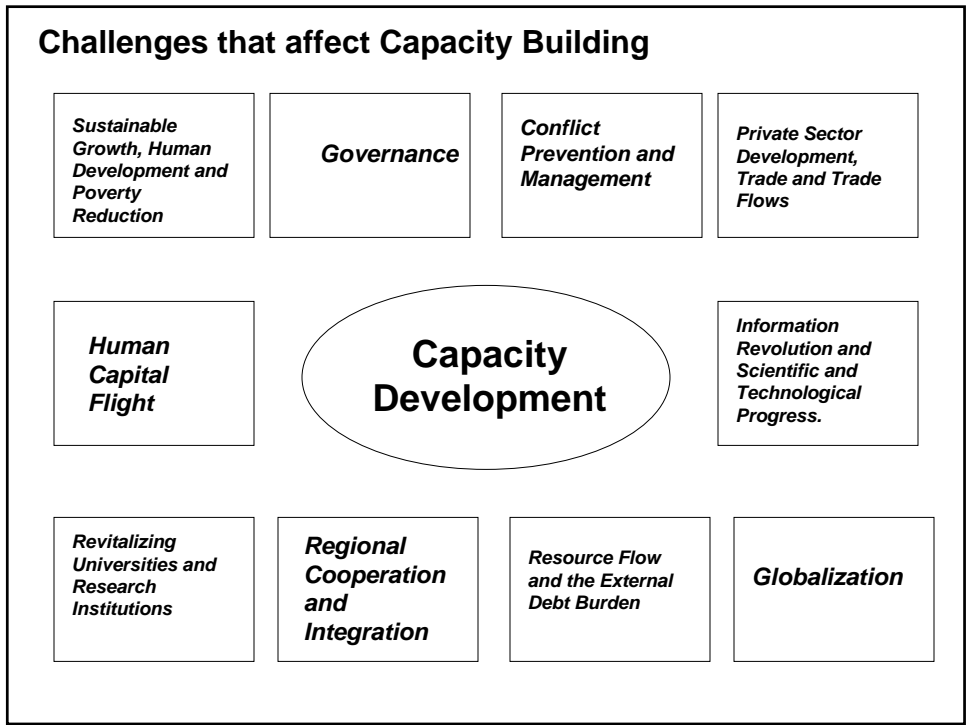 Challenges that affect Capacity Building
Sustainable
Growth, Human
Development and
Poverty
Reduction
Governance
Conflict
Prevention and
Management
Private Sector
Development,
Trade and Trade
Flows
Human
Capital
Flight
Capacity
Development
Information
Revolution and
Scientific and
Technological
Progress.
Revitalizing
Universities and
Research
Institutions
Regional
Cooperation
and
Integration
Resource Flow
and the External
Debt Burden
Globalization